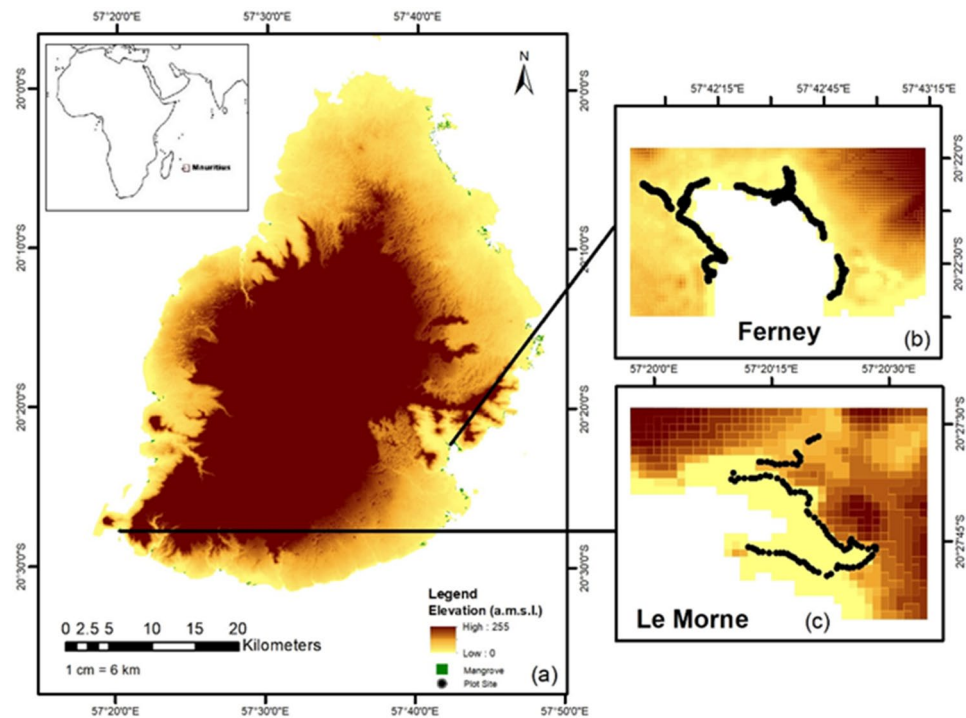 57°20'0"E 57°30'0"E 57°40'0"E
N
Mauritius
20°0'0"S
20°0'0"S
20°10'0"S
20°10'0"S
20°20'0"S
20°20'0"S
20°30'0"S
20°30'0"S
Legend
Elevation (a.m.s.l.)
High : 255
Low : 0
Mangrove
Plot Site
0 2.5 5 10 15 20
Kilometers
1 cm = 6 km
(a)
57°20'0"E 57°30'0"E 57°40'0"E 57°50'0"E
57°42'15"E 57°42'45"E 57°43'15"E
20°22'0"S
20°22'30"S
Ferney
(b)
57°20'0"E 57°20'15"E 57°20'30"E
20°27'30"S
20°27'45"S
Le Morne
(c)